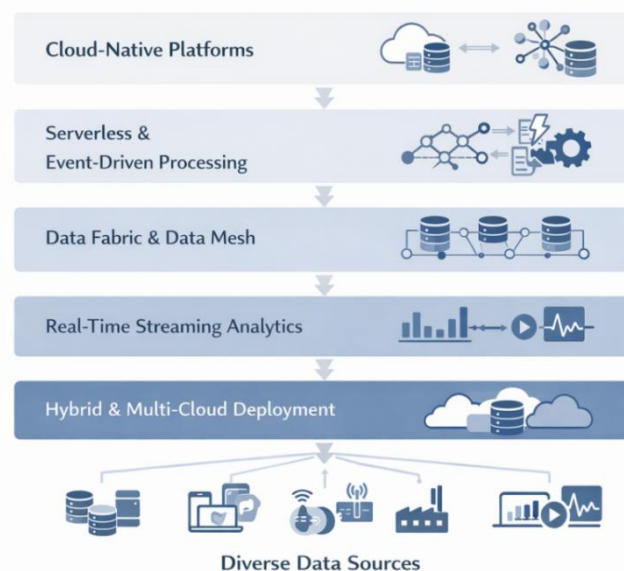 Cloud-Native Platforms
Serverless &
Event-Driven Processing
Data Fabric & Data Mesh
Real-Time Streaming Analytics
Hybrid & Multi-Cloud Deployment
Diverse Data Sources